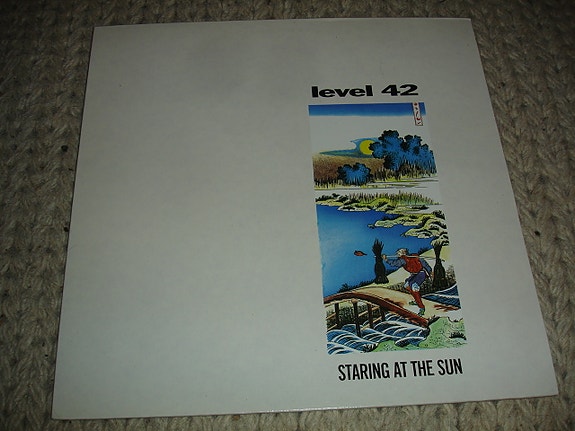 level 42
STARING AT THE SUN